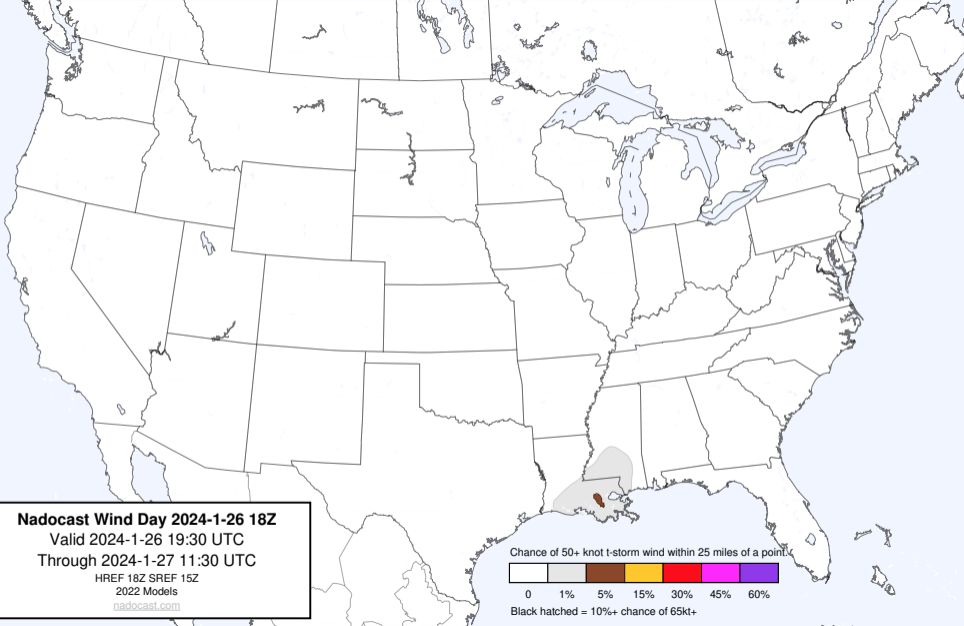 Nadocast Wind Day 2024-1-26 18Z
Valid 2024-1-26 19:30 UTC
Through 2024-1-27 11:30 UTC
HREF 18Z SREF 15Z
2022 Models
nadocast.com
Chance of 50+ knot t-storm wind within 25 miles of a point.
0 1% 5% 15% 30% 45% 60%
Black hatched = 10%+ chance of 65kt+